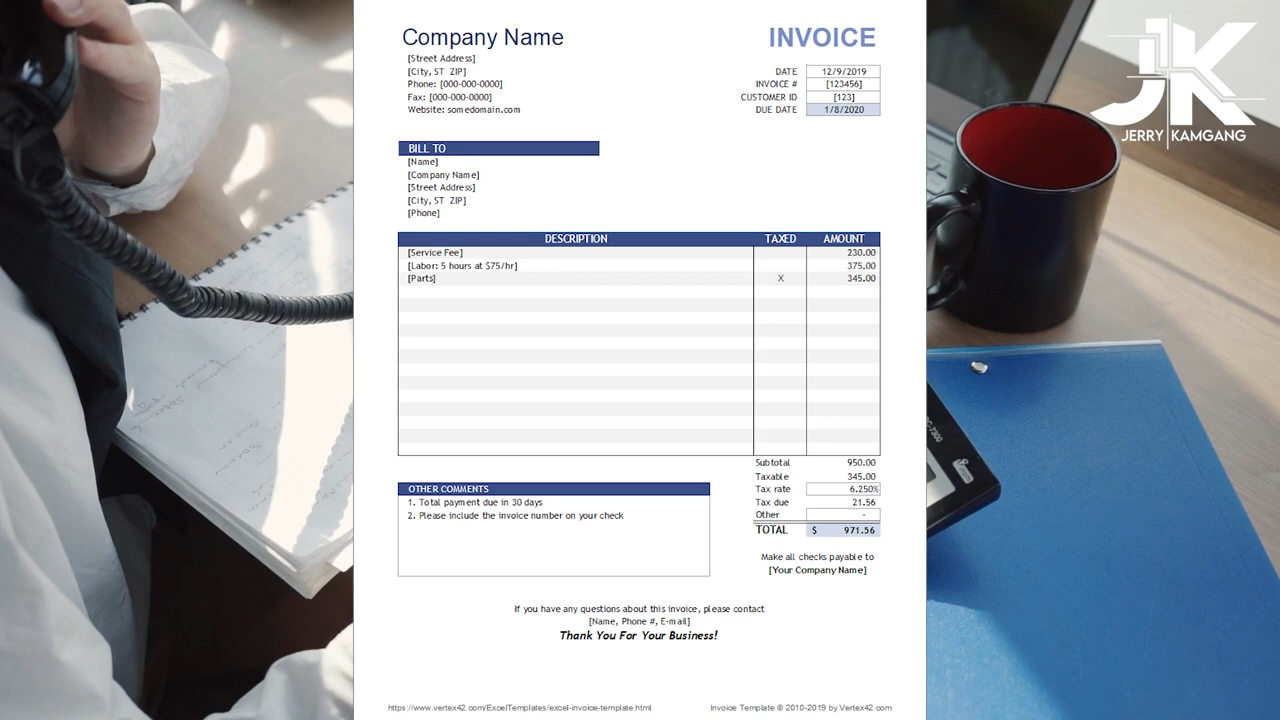 Company Name
INVOICE
[Street Address]
[City, ST  ZIP]
Phone: [000-000-0000]
Fax: [000-000-0000]
Website: somedomain.com
DATE 12/9/2019
INVOICE # [123456]
CUSTOMER ID [123]
DUE DATE 1/8/2020
JK
JERRY KAMGANG
BILL TO
[Name]
[Company Name]
[Street Address]
[City, ST  ZIP]
[Phone]
DESCRIPTION TAXED AMOUNT
[Service Fee] 230.00
[Labor: 5 hours at $75/hr] 375.00
[Parts] X 345.00
Subtotal 950.00
Taxable 345.00
Tax rate 6.250%
Tax due 21.56
Other -
TOTAL $ 971.56
OTHER COMMENTS
1. Total payment due in 30 days
2. Please include the invoice number on your check
Make all checks payable to
[Your Company Name]
If you have any questions about this invoice, please contact
[Name, Phone #, E-mail]
Thank You For Your Business!
https://www.vertex42.com/ExcelTemplates/excel-invoice-template.html
Invoice Template © 2010-2019 by Vertex42.com